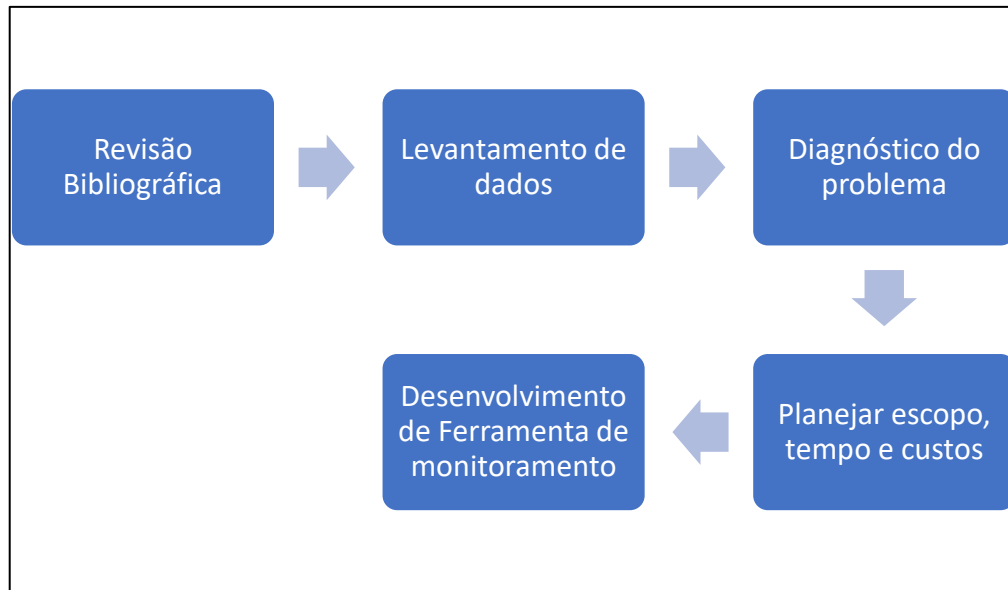 Revisão
Bibliográfica
Levantamento de
dados
Diagnóstico do
problema
Planejar escopo,
tempo e custos
Desenvolvimento
de Ferramenta de
monitoramento